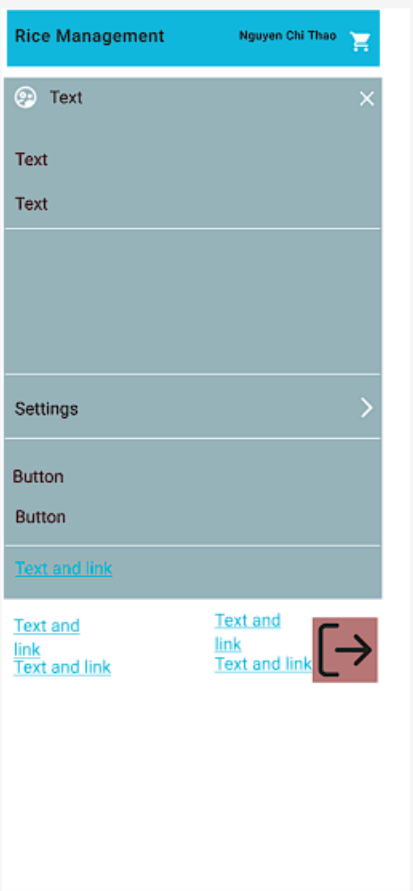 Rice Management
Nguyen Chi Thao
Text
Text
Text
Settings
Button
Button
Text and link
Text and
link
Text and link
Text and
link
Text and link